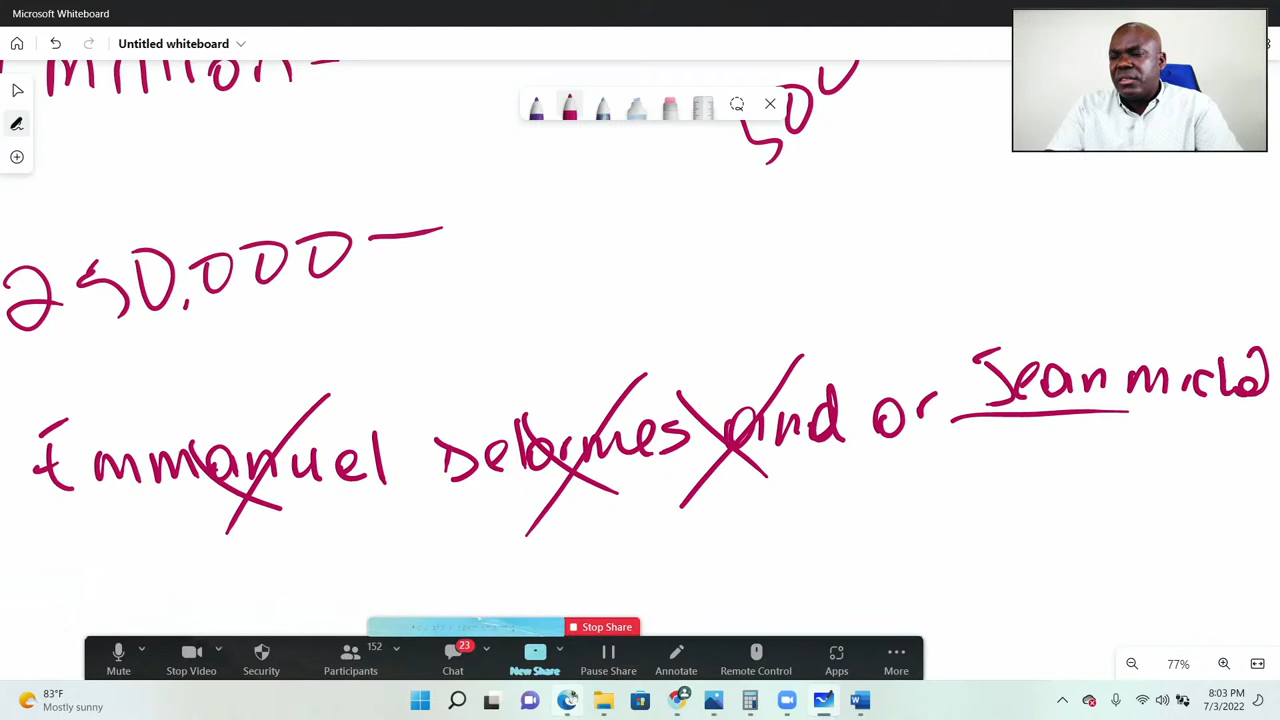 Microsoft Whiteboard
Untitled whiteboard
million -
500
250.000 -
Emmanuel Delormes and or Jean michel
Stop Share
152
23
Mute
Stop Video
Security
Participants
Chat
New Share
Pause Share
Annotate
Remote Control
Apps
More
77%
83°F
Mostly sunny
8:03 PM
7/3/2022